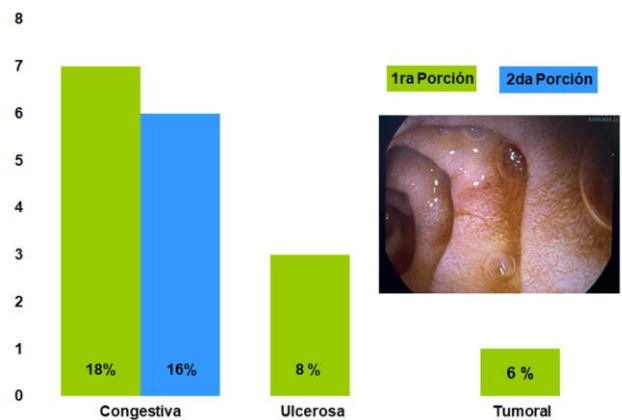 8
7
6
5
4
3
2
1
0
1ra Porción
2da Porción
18%
16%
8 %
6 %
Congestiva
Ulcerosa
Tumoral